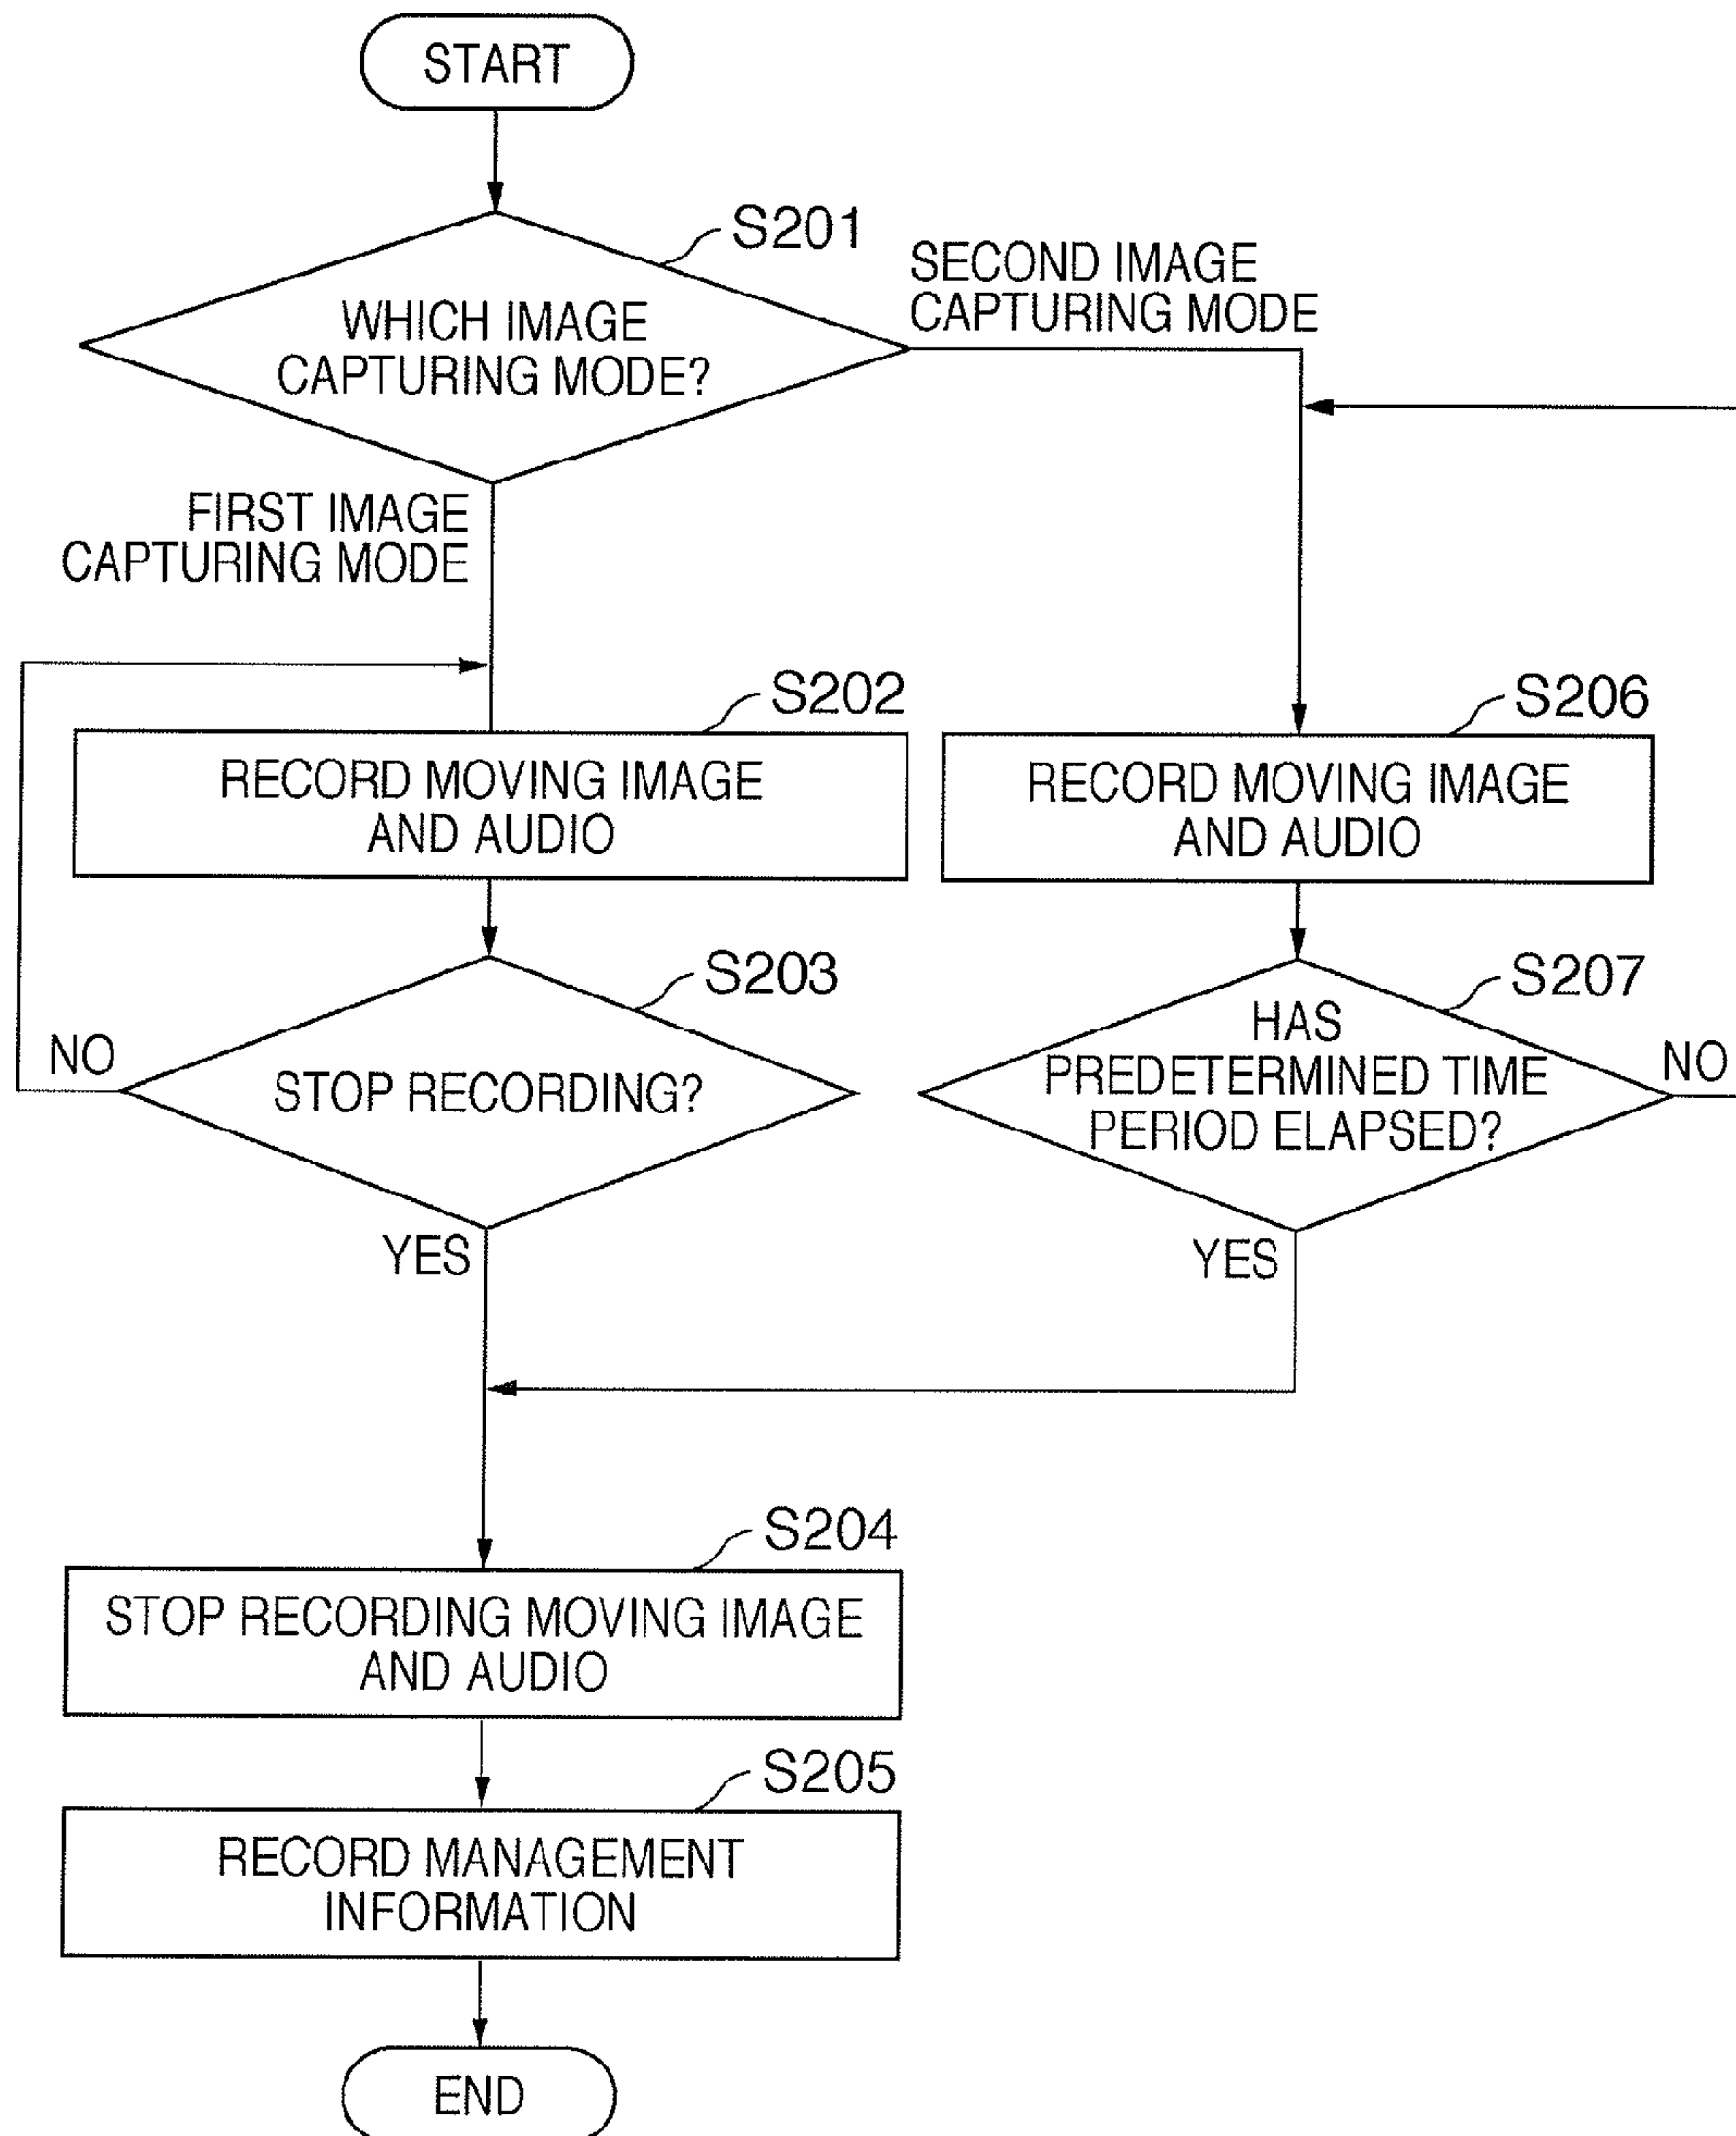 START
S201
WHICH IMAGE
CAPTURING MODE?
SECOND IMAGE
CAPTURING MODE
FIRST IMAGE
CAPTURING MODE
S202
RECORD MOVING IMAGE
AND AUDIO
S206
RECORD MOVING IMAGE
AND AUDIO
S203
STOP RECORDING?
NO
YES
S207
HAS
PREDETERMINED TIME
PERIOD ELAPSED?
NO
YES
S204
STOP RECORDING MOVING IMAGE
AND AUDIO
S205
RECORD MANAGEMENT
INFORMATION
END